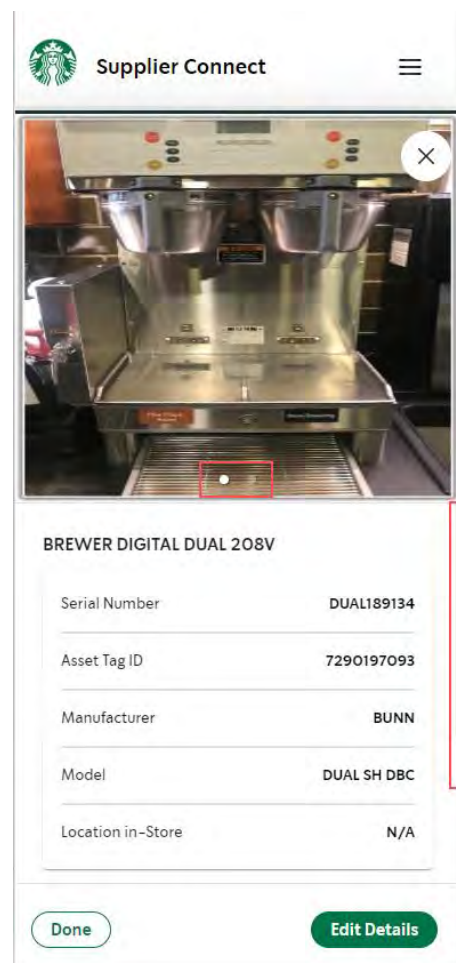 Supplier Connect
BREWER DIGITAL DUAL 208V
Serial Number DUAL189134
Asset Tag ID 7290197093
Manufacturer BUNN
Model DUAL SH DBC
Location in-Store N/A
Done Edit Details